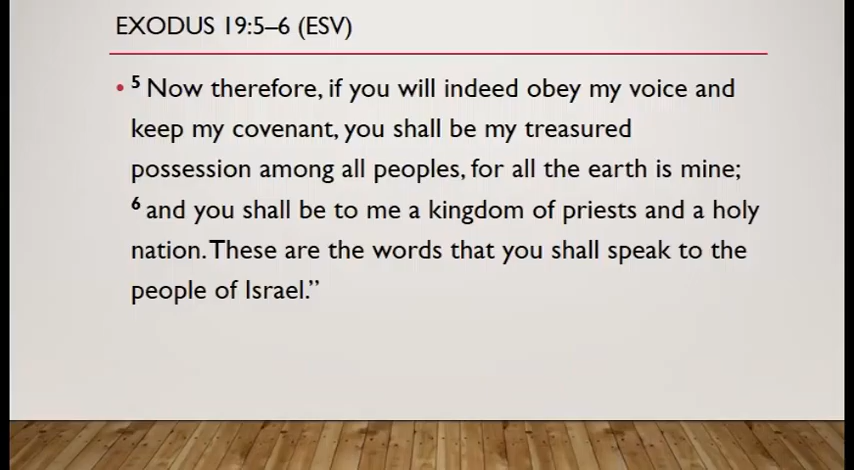 EXODUS 19:5–6 (ESV)
• ⁵ Now therefore, if you will indeed obey my voice and
keep my covenant, you shall be my treasured
possession among all peoples, for all the earth is mine;
⁶ and you shall be to me a kingdom of priests and a holy
nation. These are the words that you shall speak to the
people of Israel.”